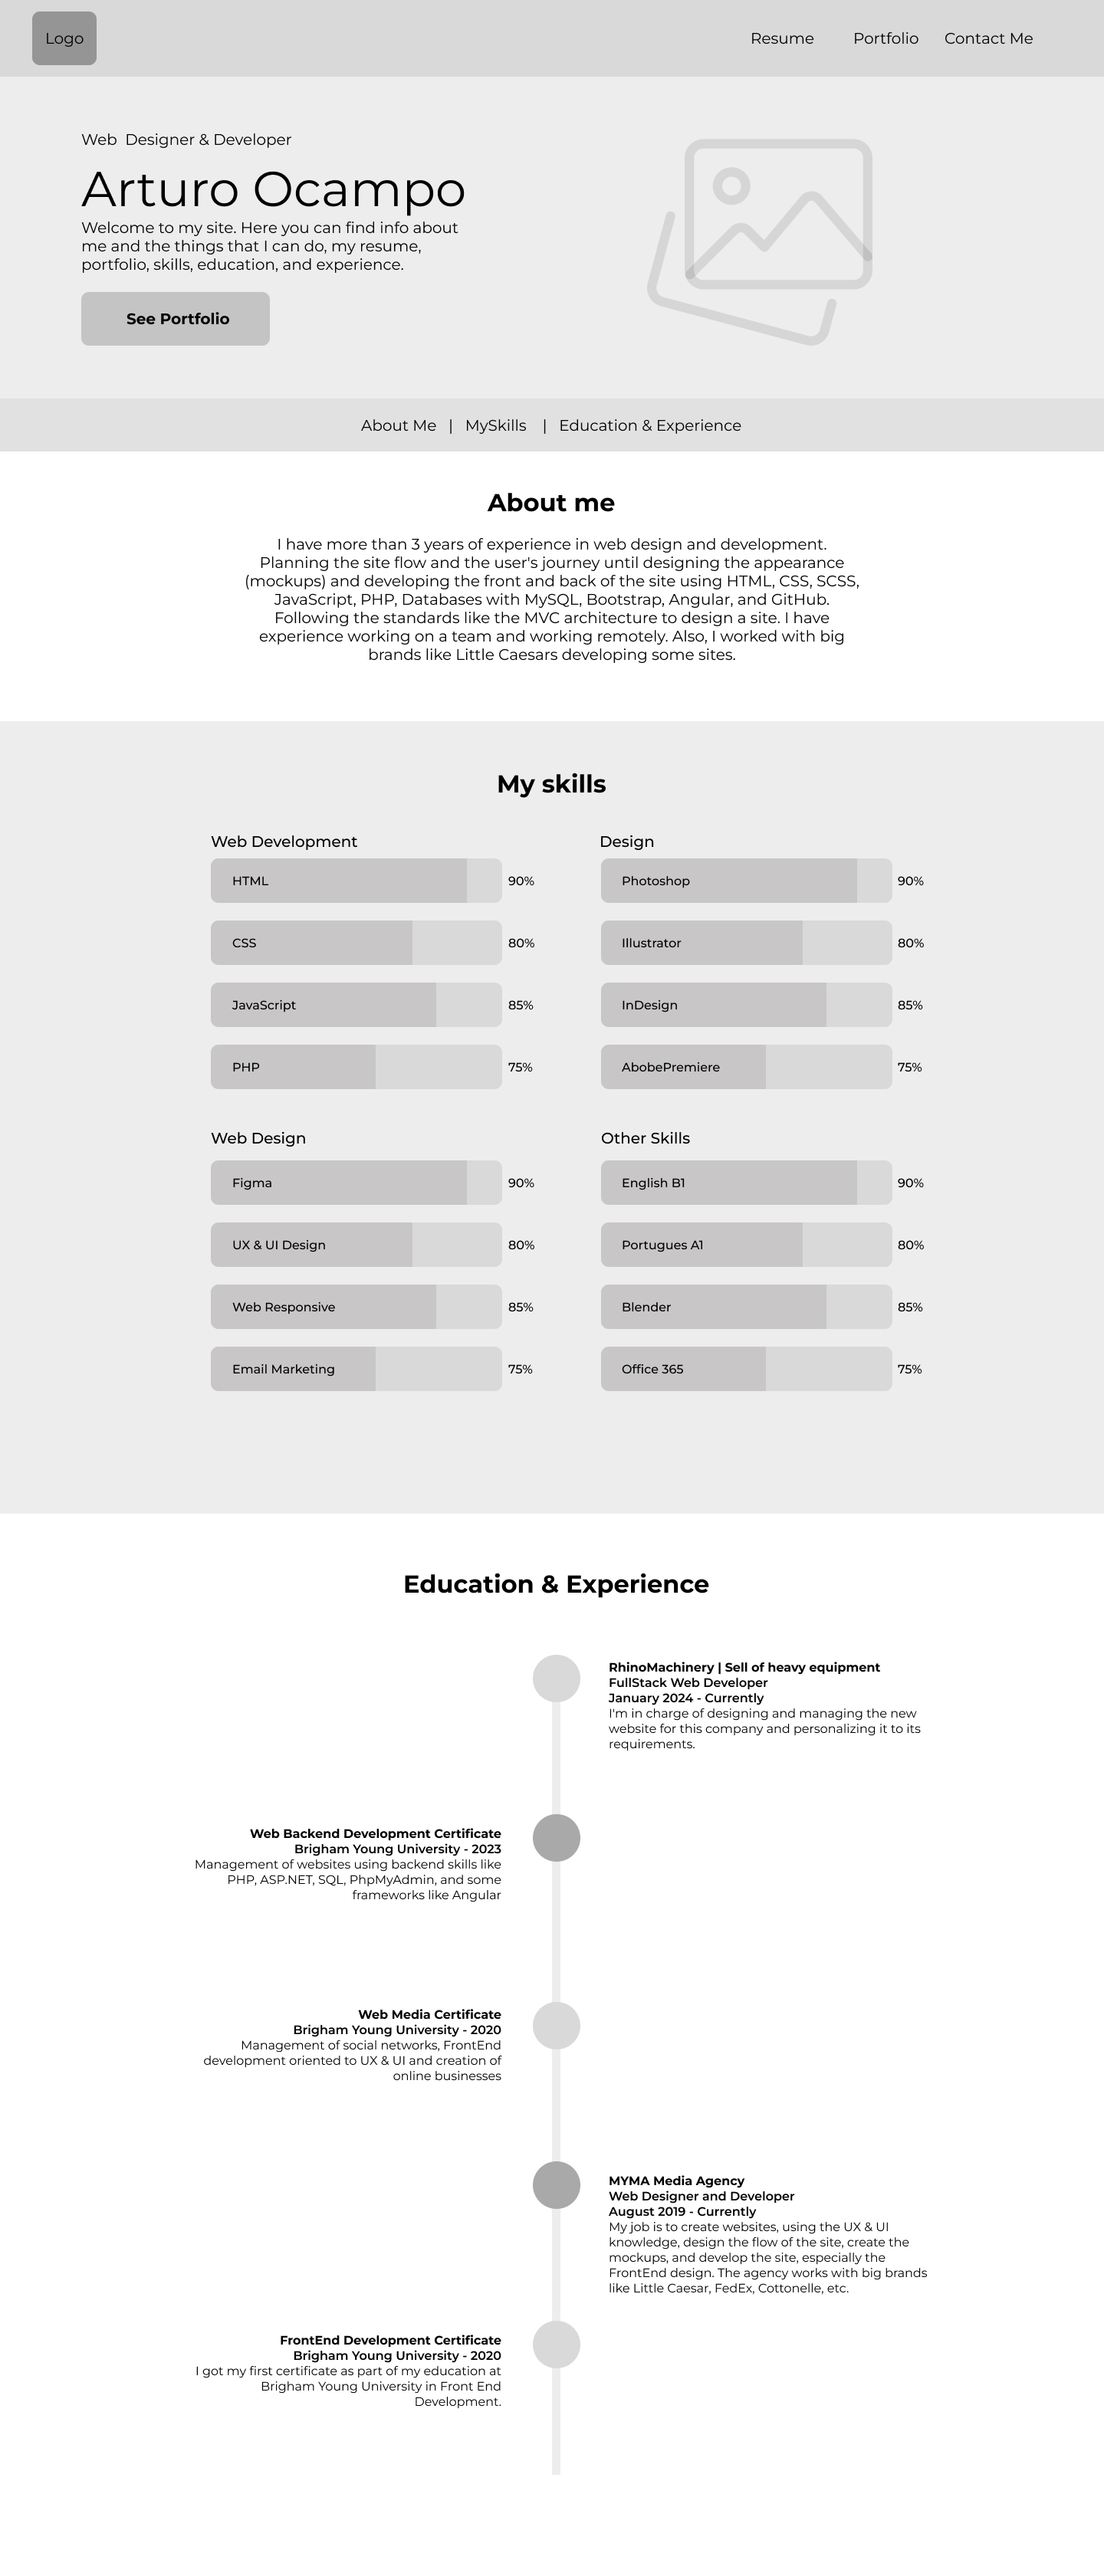 Logo
Resume Portfolio Contact Me
Web Designer & Developer
Arturo Ocampo
Welcome to my site. Here you can find info about
me and the things that I can do, my resume,
portfolio, skills, education, and experience.
See Portfolio
About Me | MySkills | Education & Experience
About me
I have more than 3 years of experience in web design and development.
Planning the site flow and the user's journey until designing the appearance
(mockups) and developing the front and back of the site using HTML, CSS, SCSS,
JavaScript, PHP, Databases with MySQL, Bootstrap, Angular, and GitHub.
Following the standards like the MVC architecture to design a site. I have
experience working on a team and working remotely. Also, I worked with big
brands like Little Caesars developing some sites.
My skills
Web Development
HTML 90%
CSS 80%
JavaScript 85%
PHP 75%
Design
Photoshop 90%
Illustrator 80%
InDesign 85%
AbobePremiere 75%
Web Design
Figma 90%
UX & UI Design 80%
Web Responsive 85%
Email Marketing 75%
Other Skills
English B1 90%
Portugues A1 80%
Blender 85%
Office 365 75%
Education & Experience
RhinoMachinery | Sell of heavy equipment
FullStack Web Developer
January 2024 - Currently
I'm in charge of designing and managing the new
website for this company and personalizing it to its
requirements.
Web Backend Development Certificate
Brigham Young University - 2023
Management of websites using backend skills like
PHP, ASP.NET, SQL, PhpMyAdmin, and some
frameworks like Angular
Web Media Certificate
Brigham Young University - 2020
Management of social networks, FrontEnd
development oriented to UX & UI and creation of
online businesses
MYMA Media Agency
Web Designer and Developer
August 2019 - Currently
My job is to create websites, using the UX & UI
knowledge, design the flow of the site, create the
mockups, and develop the site, especially the
FrontEnd design. The agency works with big brands
like Little Caesar, FedEx, Cottonelle, etc.
FrontEnd Development Certificate
Brigham Young University - 2020
I got my first certificate as part of my education at
Brigham Young University in Front End
Development.